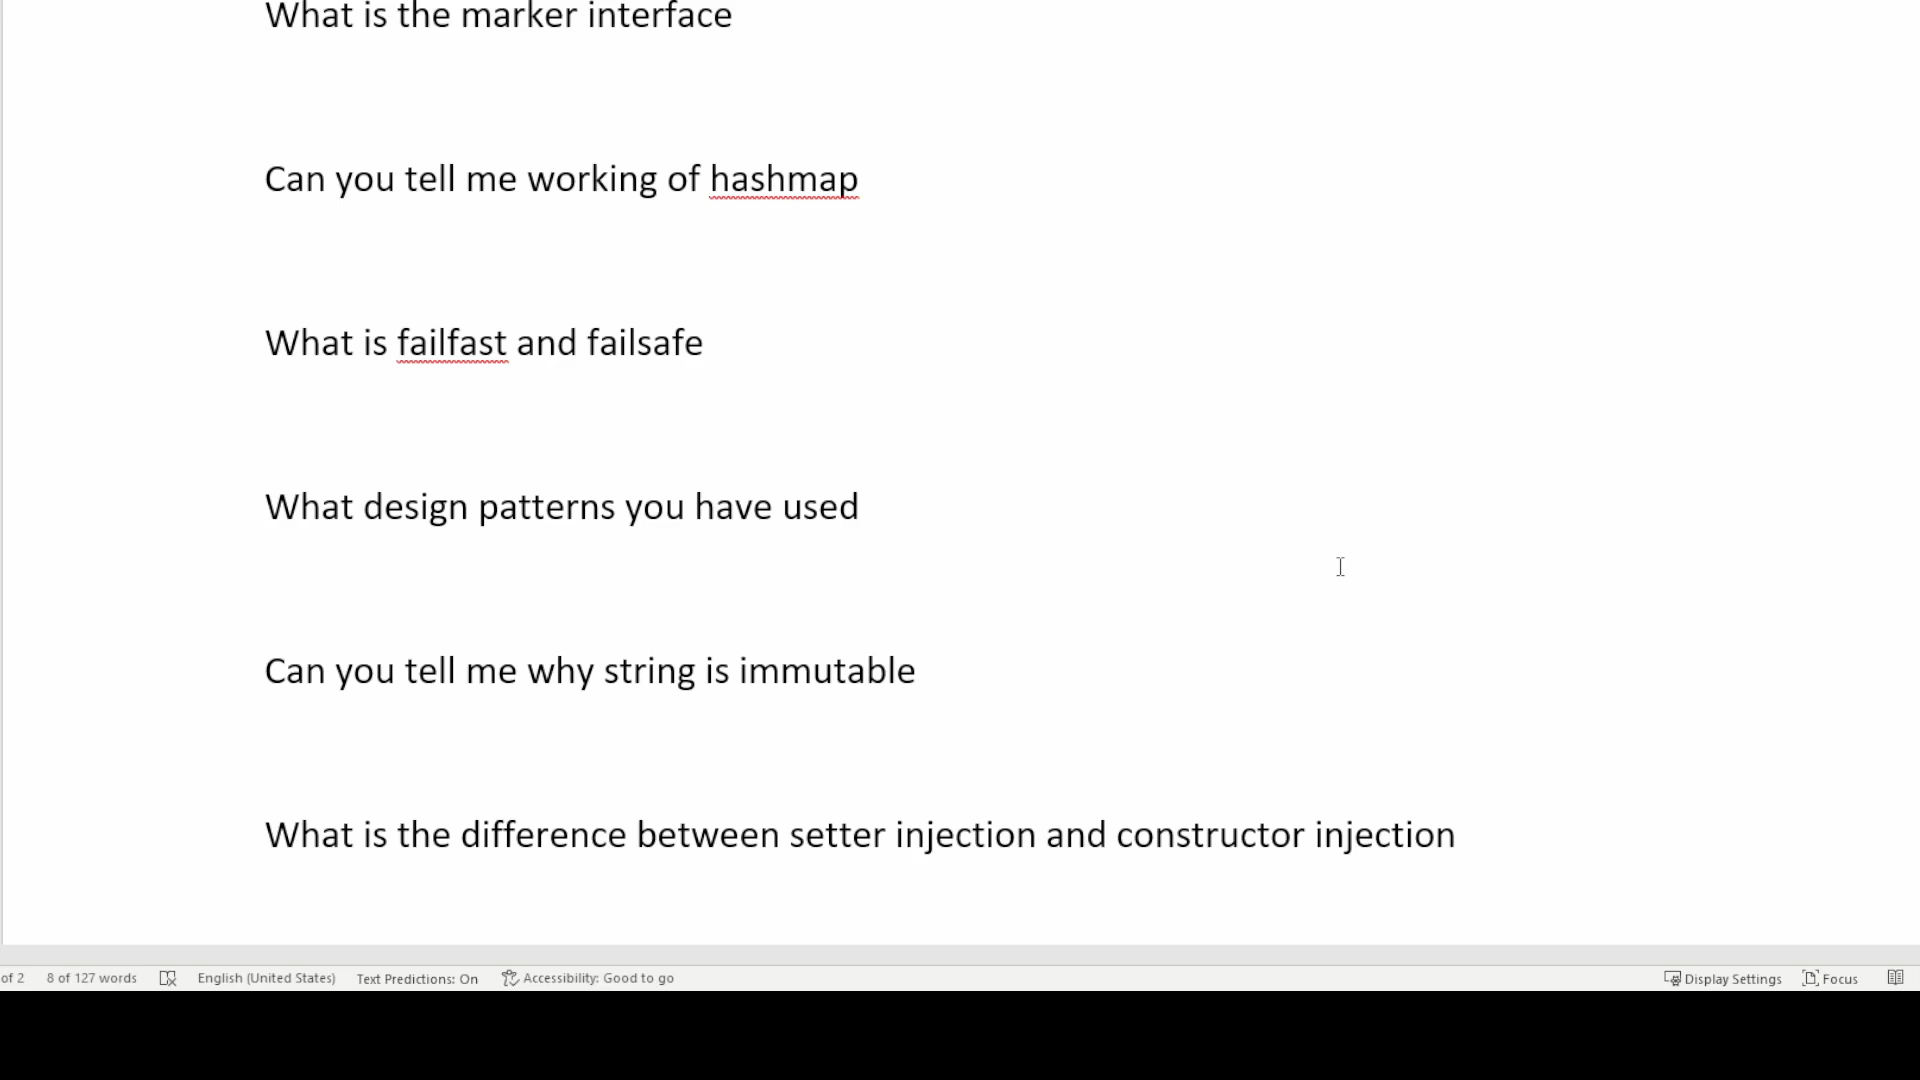 What is the marker interface
Can you tell me working of hashmap
What is failfast and failsafe
What design patterns you have used
Can you tell me why string is immutable
What is the difference between setter injection and constructor injection
of 2 8 of 127 words English (United States) Text Predictions: On Accessibility: Good to go Display Settings Focus